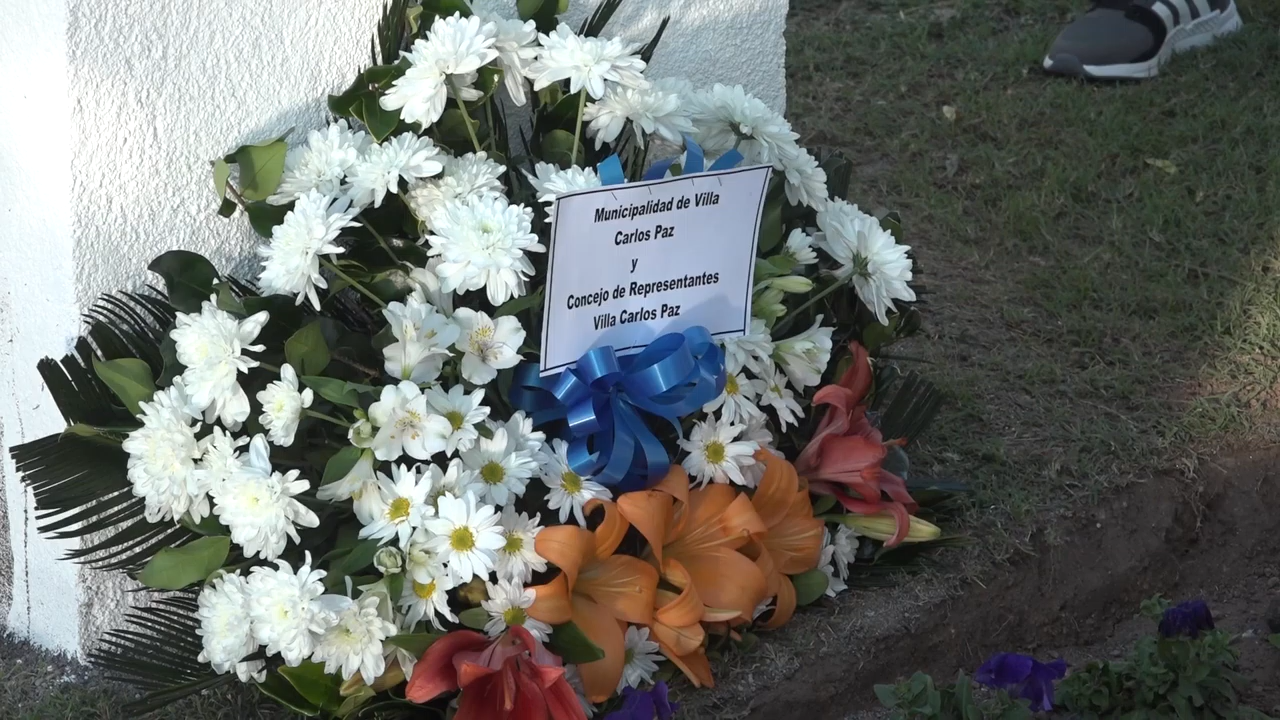 Municipalidad de Villa
Carlos Paz
y
Concejo de Representantes
Villa Carlos Paz